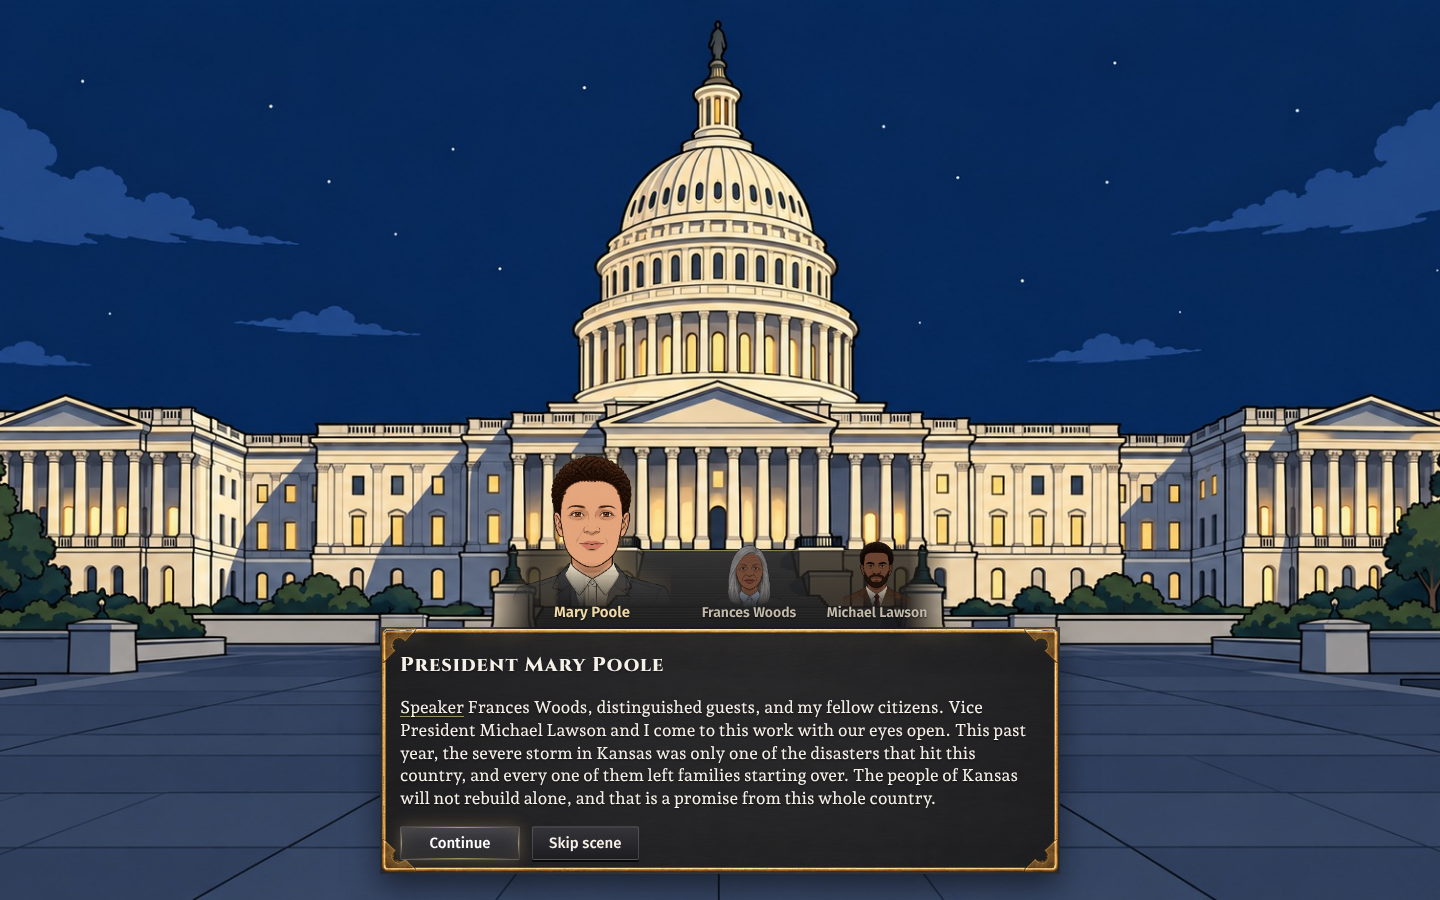 Mary Poole
Frances Woods
Michael Lawson
President Mary Poole
Speaker Frances Woods, distinguished guests, and my fellow citizens. Vice
President Michael Lawson and I come to this work with our eyes open. This past
year, the severe storm in Kansas was only one of the disasters that hit this
country, and every one of them left families starting over. The people of Kansas
will not rebuild alone, and that is a promise from this whole country.
Continue
Skip scene